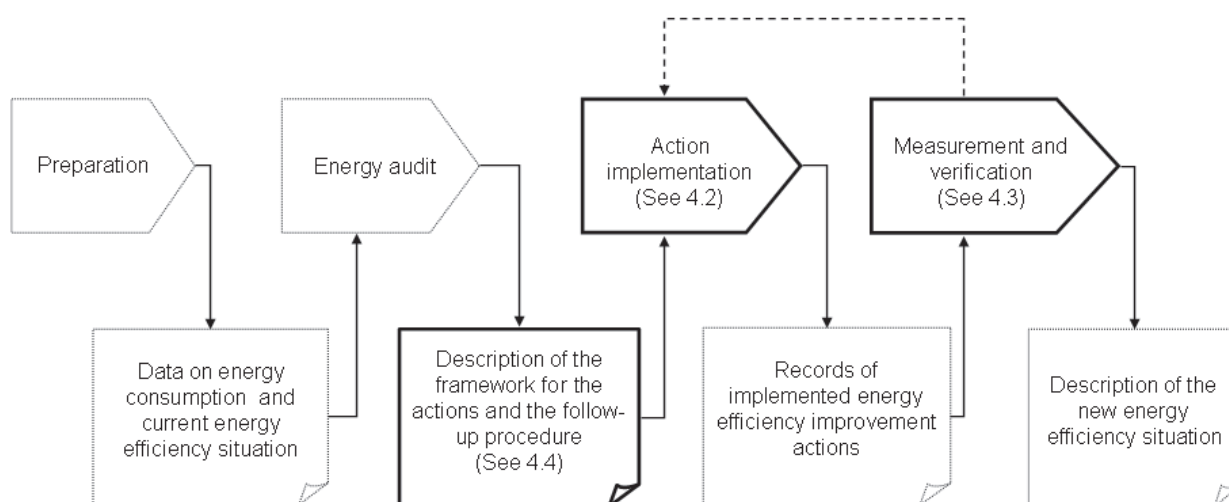 Preparation
Energy audit
Action
implementation
(See 4.2)
Measurement and
verification
(See 4.3)
Data on energy
consumption and
current energy
efficiency situation
Description of the
framework for the
actions and the follow-
up procedure
(See 4.4)
Records of
implemented energy
efficiency improvement
actions
Description of the
new energy
efficiency situation